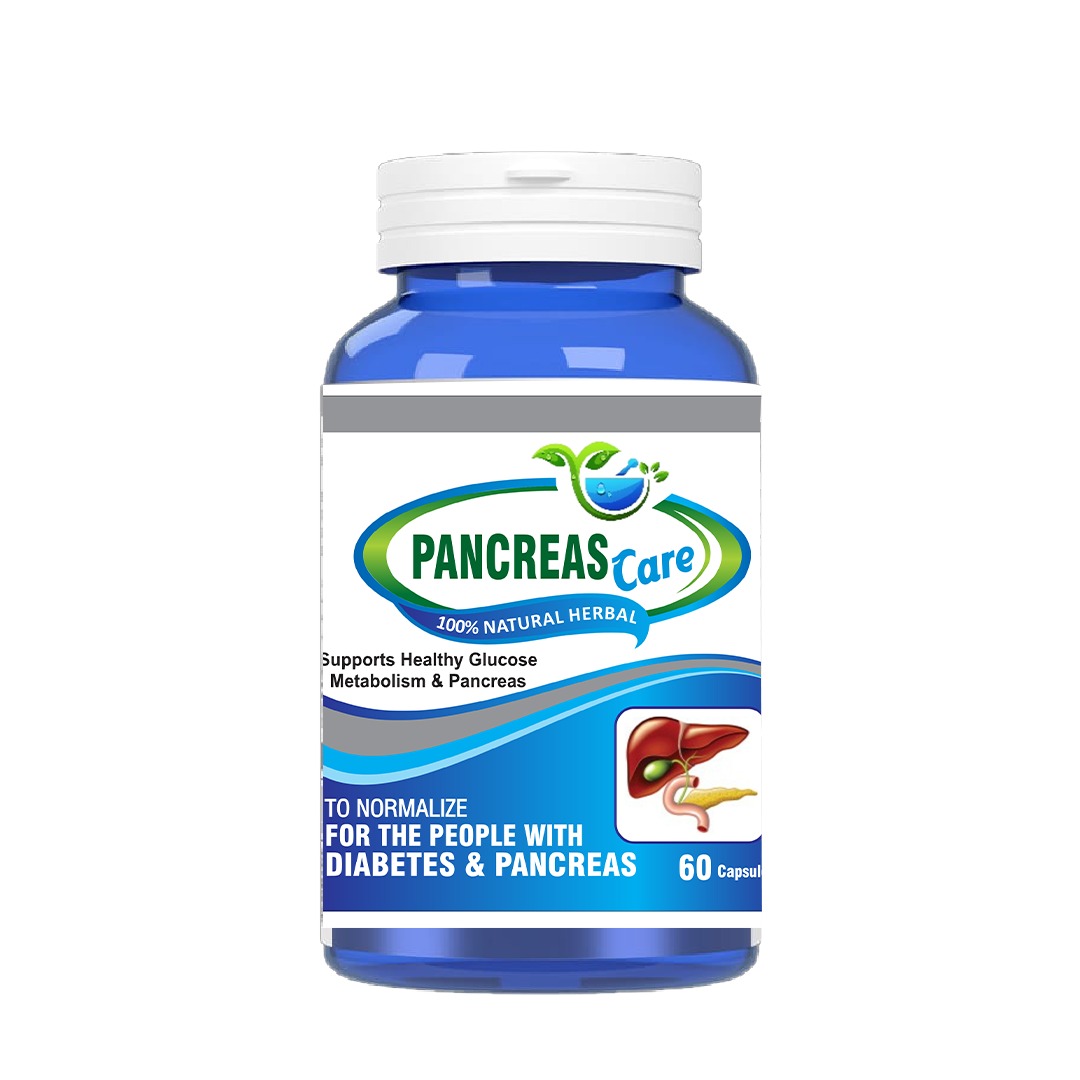 PANCREAS Care
100% NATURAL HERBAL
Supports Healthy Glucose
Metabolism & Pancreas
TO NORMALIZE
FOR THE PEOPLE WITH
DIABETES & PANCREAS
60 Capsul